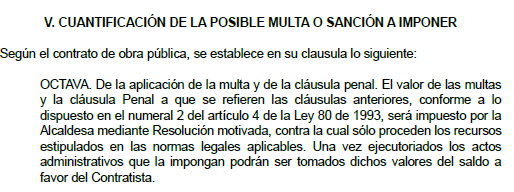 V. CUANTIFICACIÓN DE LA POSIBLE MULTA O SANCIÓN A IMPONER
Según el contrato de obra pública, se establece en su clausula lo siguiente:
OCTAVA. De la aplicación de la multa y de la cláusula penal. El valor de las multas
y la cláusula Penal a que se refieren las cláusulas anteriores, conforme a lo
dispuesto en el numeral 2 del artículo 4 de la Ley 80 de 1993, será impuesto por la
Alcaldesa mediante Resolución motivada, contra la cual sólo proceden los recursos
estipulados en las normas legales aplicables. Una vez ejecutoriados los actos
administrativos que la impongan podrán ser tomados dichos valores del saldo a
favor del Contratista.